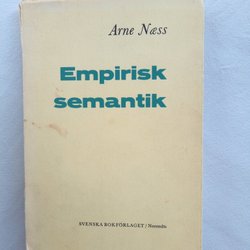 Arne Næss
Empirisk
semantik
SVENSKA BOKFÖRLAGET / Norstedts